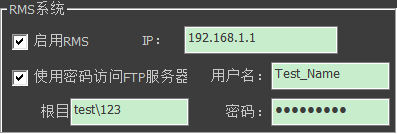 RMS系统
启用RMS IP： 192.168.1.1
使用密码访问FTP服务器 用户名： Test_Name
根目 test\123 密码： ●●●●●●●●●